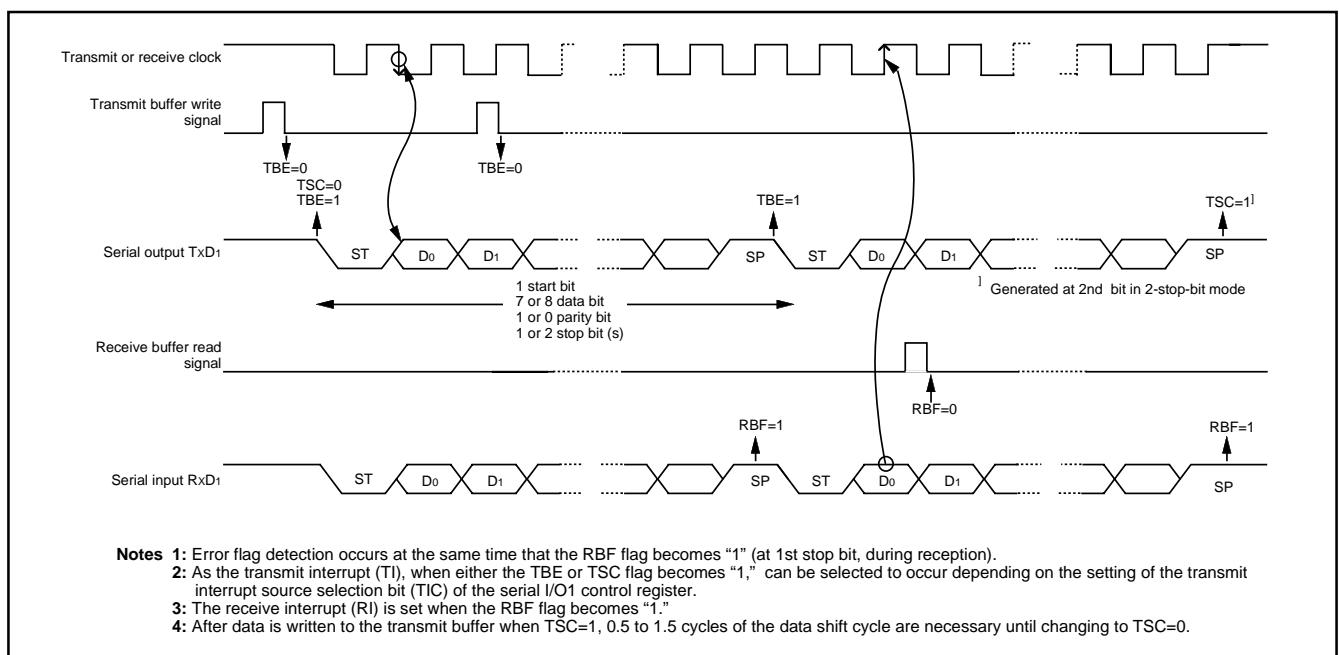 Transmit or receive clock
Transmit buffer write
signal
TBE=0
TSC=0
TBE=1
TBE=0
TBE=1
TSC=1]
Serial output TxD1
ST
D0
D1
SP
ST
D0
D1
SP
] Generated at 2nd bit in 2-stop-bit mode
1 start bit
7 or 8 data bit
1 or 0 parity bit
1 or 2 stop bit (s)
Receive buffer read
signal
RBF=0
RBF=1
RBF=1
Serial input RxD1
ST
D0
D1
SP
ST
D0
D1
SP
Notes 1: Error flag detection occurs at the same time that the RBF flag becomes “1” (at 1st stop bit, during reception).
2: As the transmit interrupt (TI), when either the TBE or TSC flag becomes “1,” can be selected to occur depending on the setting of the transmit
interrupt source selection bit (TIC) of the serial I/O1 control register.
3: The receive interrupt (RI) is set when the RBF flag becomes “1.”
4: After data is written to the transmit buffer when TSC=1, 0.5 to 1.5 cycles of the data shift cycle are necessary until changing to TSC=0.